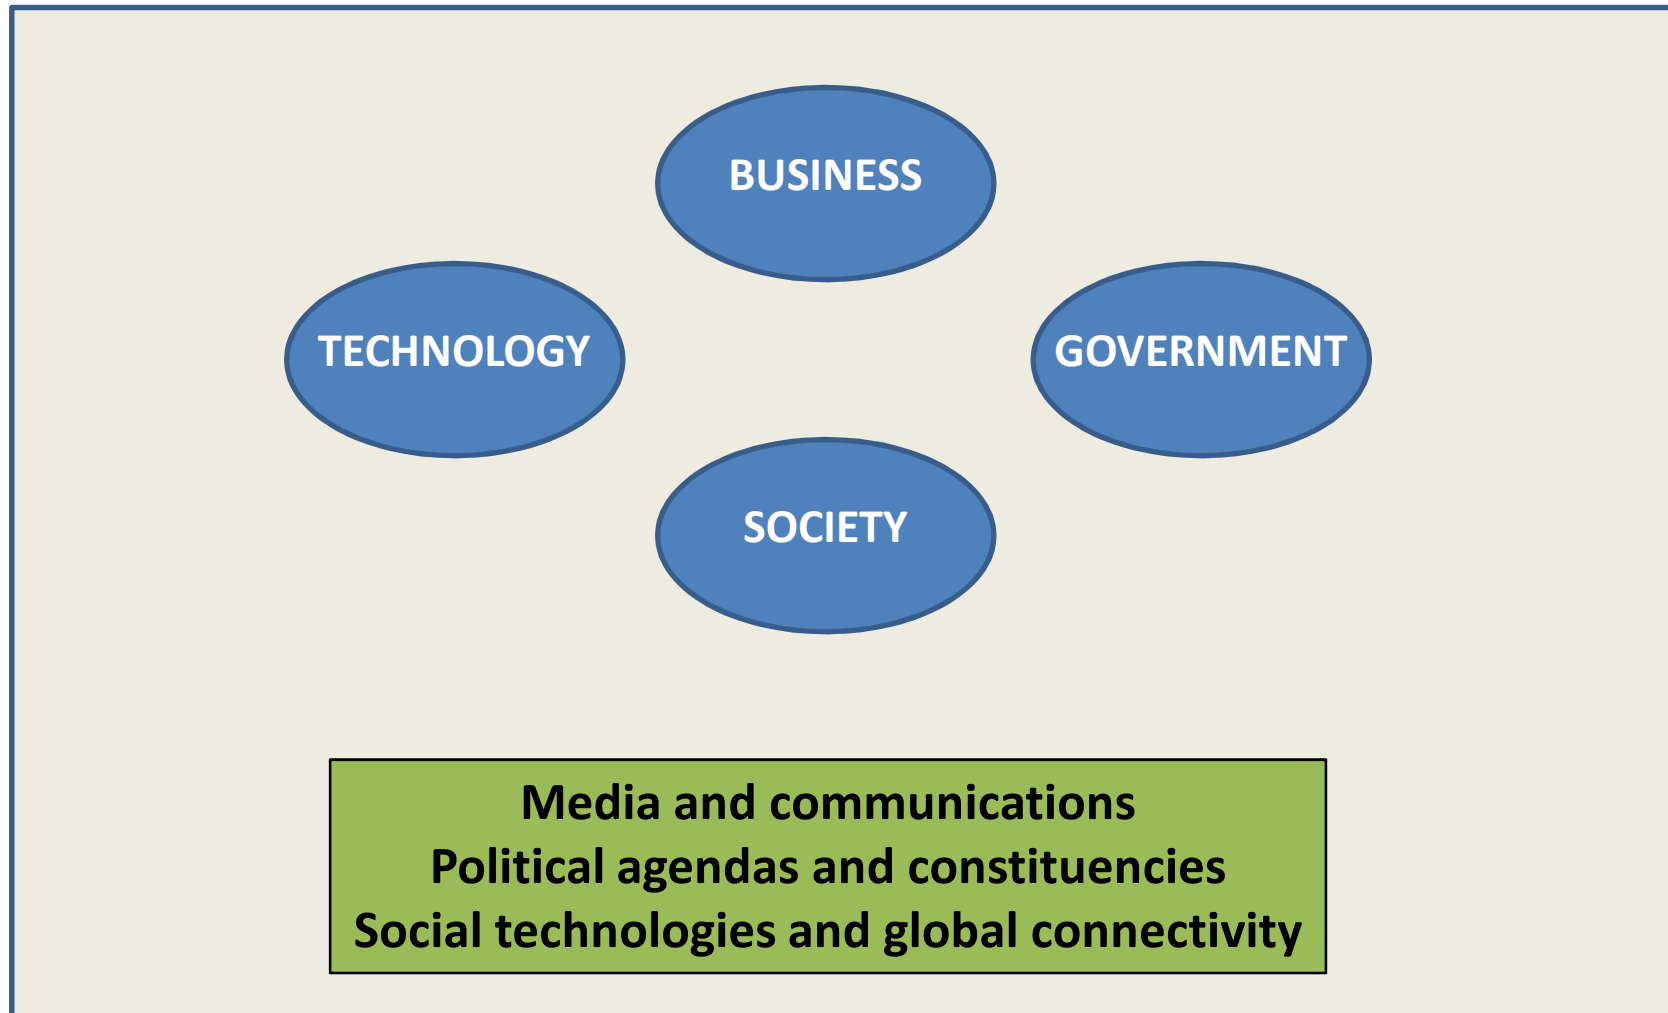 BUSINESS
TECHNOLOGY
GOVERNMENT
SOCIETY
Media and communications
Political agendas and constituencies
Social technologies and global connectivity